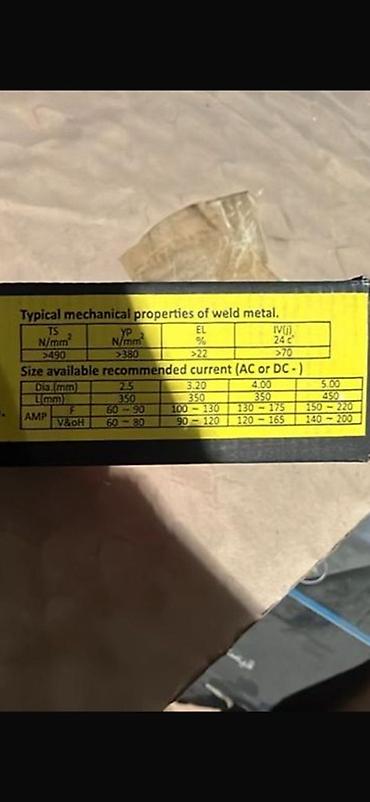 Typical mechanical properties of weld metal.
TS yp EL IV(j)
N/mm² N/mm² % 24 c°
>490 >380 >22 >70
Size available recommended current (AC or DC - )
Dia.(mm) 2.5 3.20 4.00 5.00
L(mm) 350 350 350 450
AMP F 60 - 90 100 - 130 130 - 175 150 - 220
V&oH 60 - 80 90 - 120 120 - 165 140 - 200